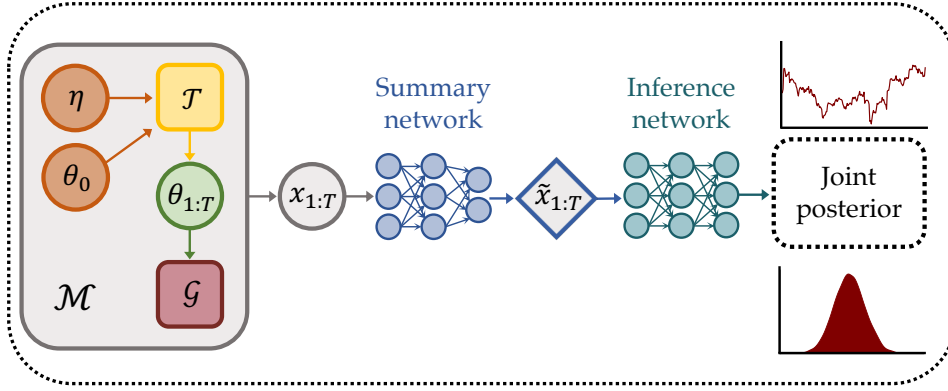 η
𝒯
θ₀
θ₁:T
𝒢
ℳ
x₁:T
Summary
network
x̃₁:T
Inference
network
Joint
posterior